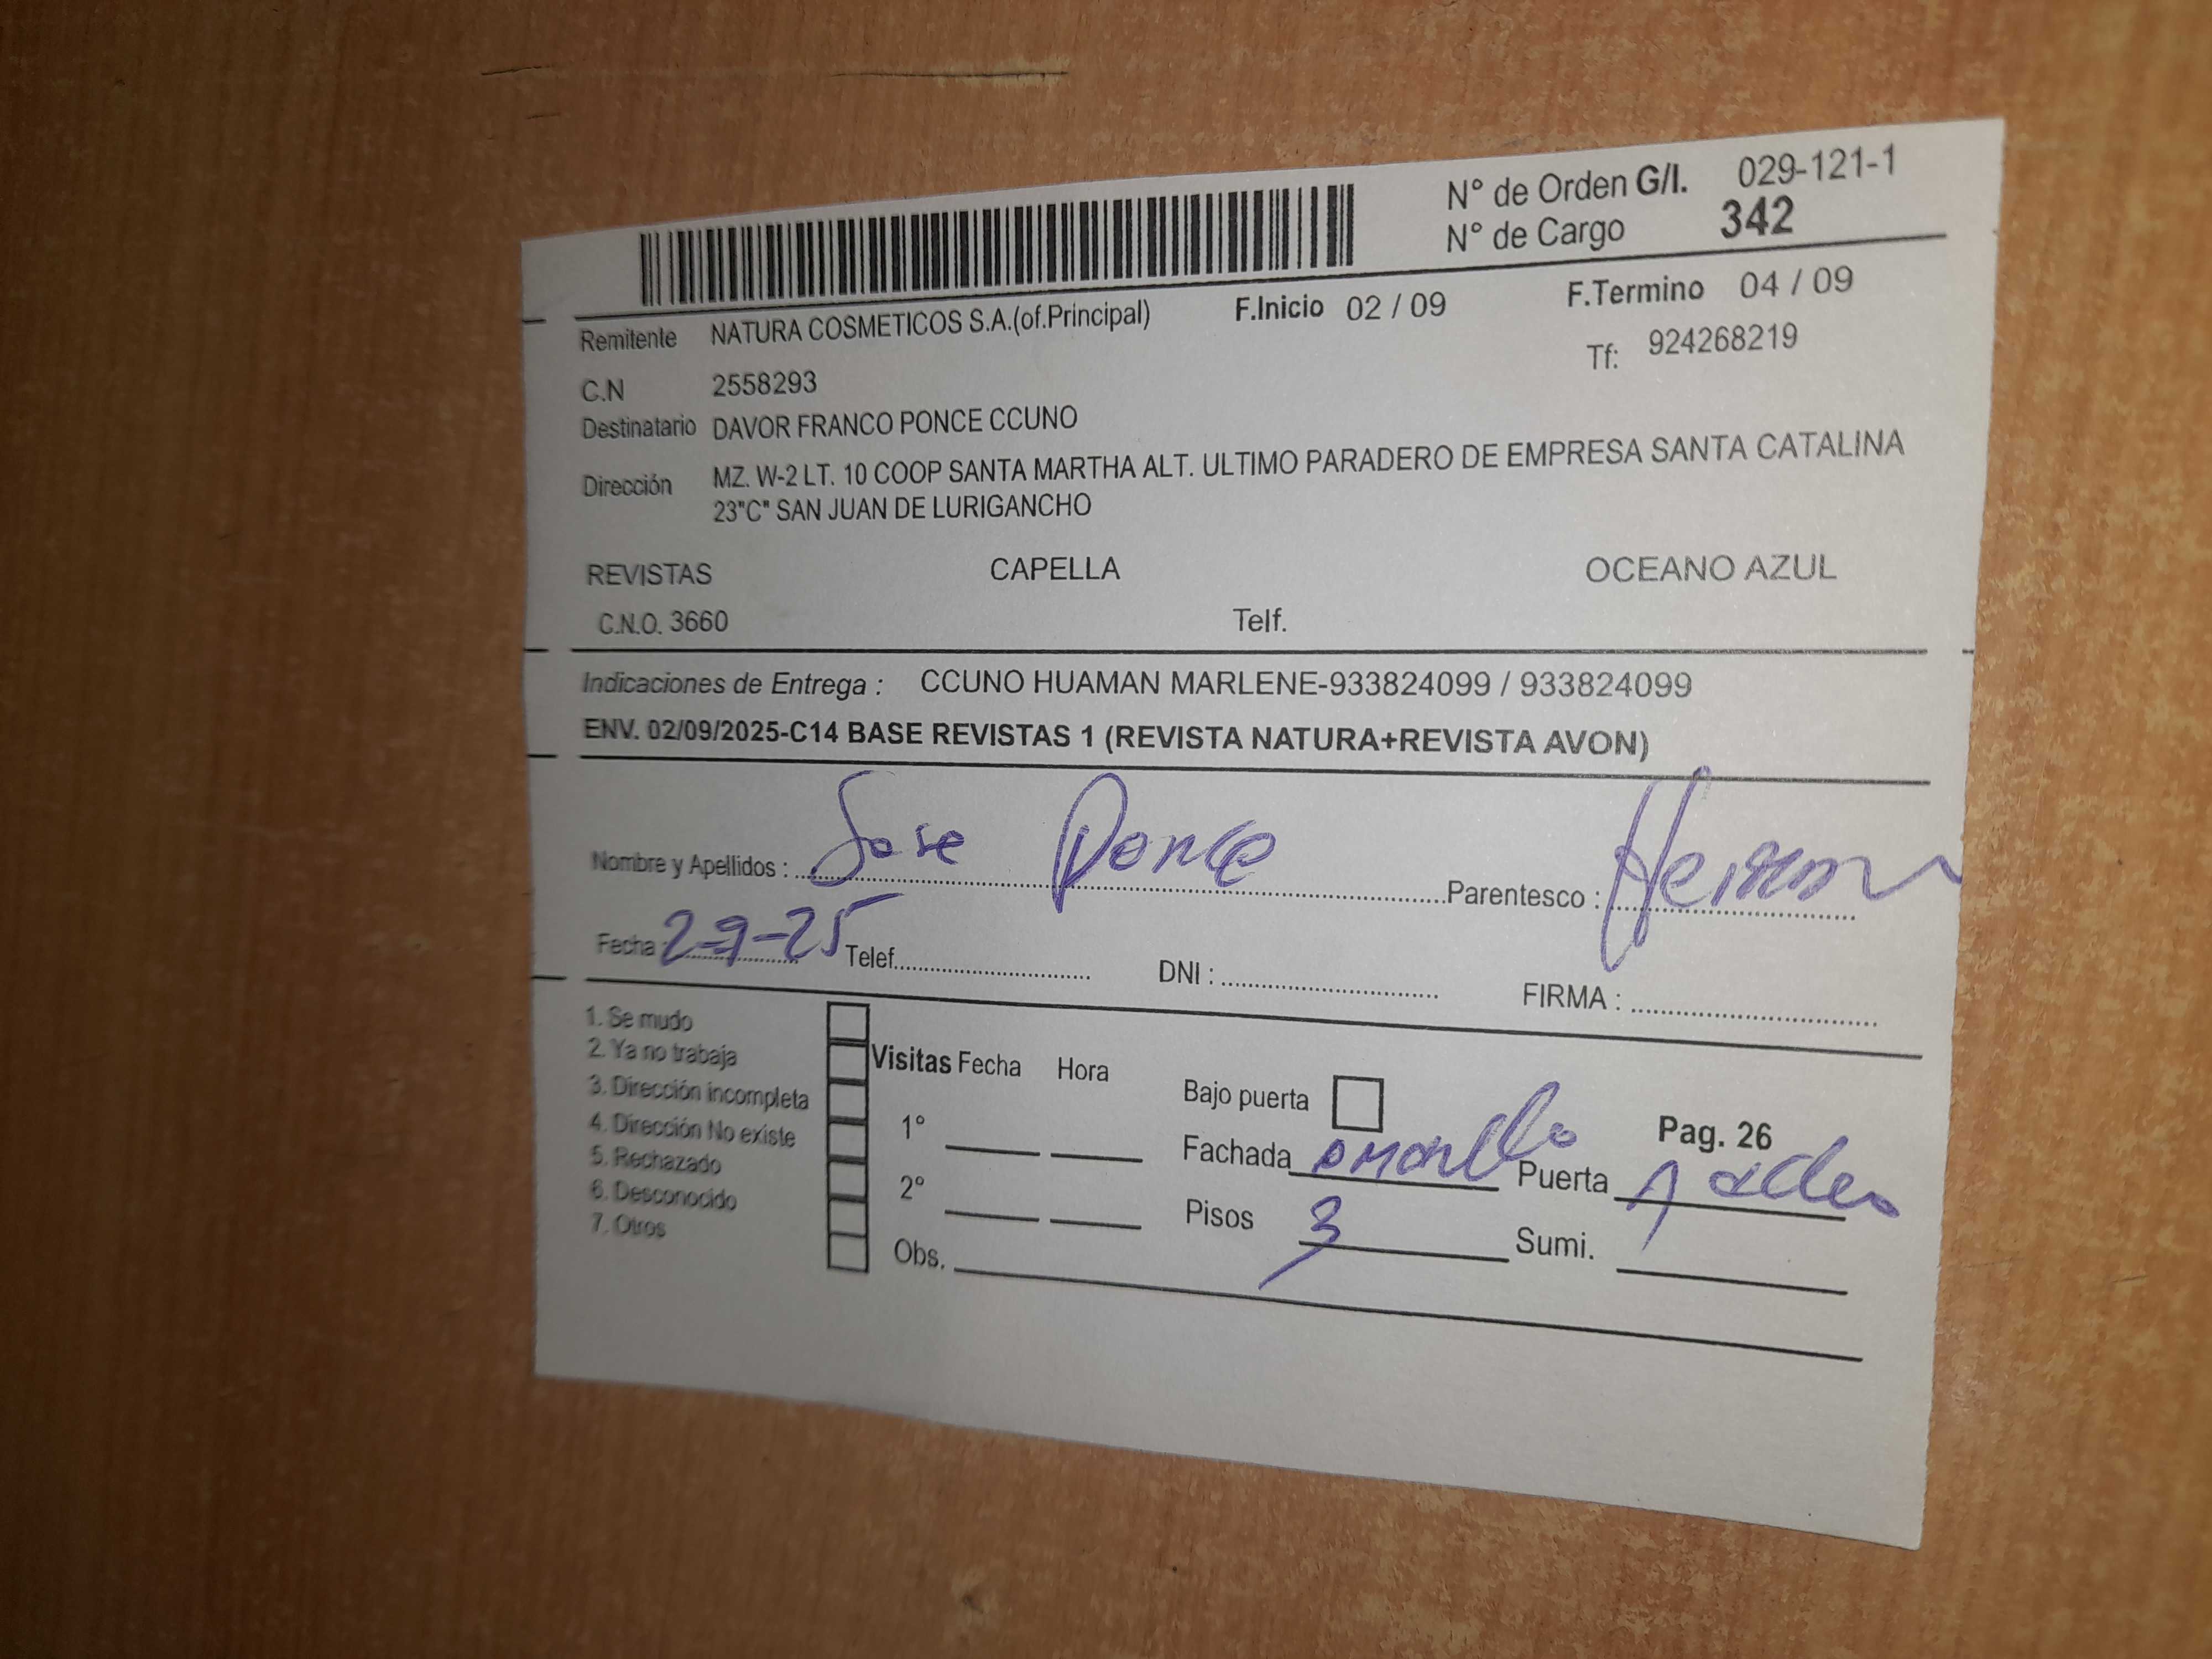 N° de Orden G/I. 029-121-1
N° de Cargo 342
Remitente NATURA COSMETICOS S.A.(of.Principal) F.Inicio 02 / 09 F.Termino 04 / 09
C.N 2558293 Tf: 924268219
Destinatario DAVOR FRANCO PONCE CCUNO
Dirección MZ. W-2 LT. 10 COOP SANTA MARTHA ALT. ULTIMO PARADERO DE EMPRESA SANTA CATALINA
23"C" SAN JUAN DE LURIGANCHO
REVISTAS CAPELLA OCEANO AZUL
C.N.O. 3660 Telf.
Indicaciones de Entrega : CCUNO HUAMAN MARLENE-933824099 / 933824099
ENV. 02/09/2025-C14 BASE REVISTAS 1 (REVISTA NATURA+REVISTA AVON)
Nombre y Apellidos : Jose Ponce Parentesco :
Fecha : 2-9-25 Telef. DNI : FIRMA :
1. Se mudo
2. Ya no trabaja
3. Dirección incompleta
4. Dirección No existe
5. Rechazado
6. Desconocido
7. Otros
Visitas Fecha Hora
1°
2°
Obs.
Bajo puerta
Pag. 26
Fachada Puerta
Pisos 3 Sumi.